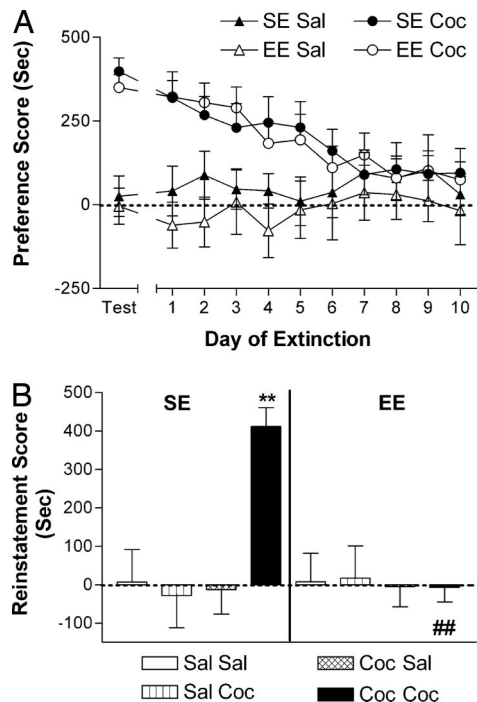 A
SE Sal SE Coc
EE Sal EE Coc
Preference Score (Sec)
500
250
0
-250
Test 1 2 3 4 5 6 7 8 9 10
Day of Extinction
B
SE EE
**
Reinstatement Score
(Sec)
500
400
300
200
100
0
-100
##
Sal Sal Coc Sal
Sal Coc Coc Coc